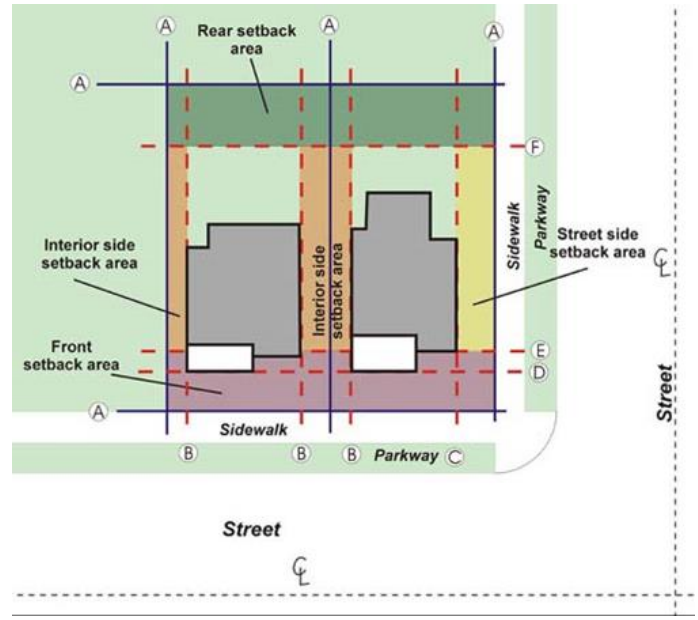 A
A
A
Rear setback
area
A
F
Sidewalk
Parkway
Interior side
setback area
Interior side
setback area
Street side
setback area
℄
Front
setback area
E
D
A
Sidewalk
B
B
B
Parkway
C
Street
Street
℄